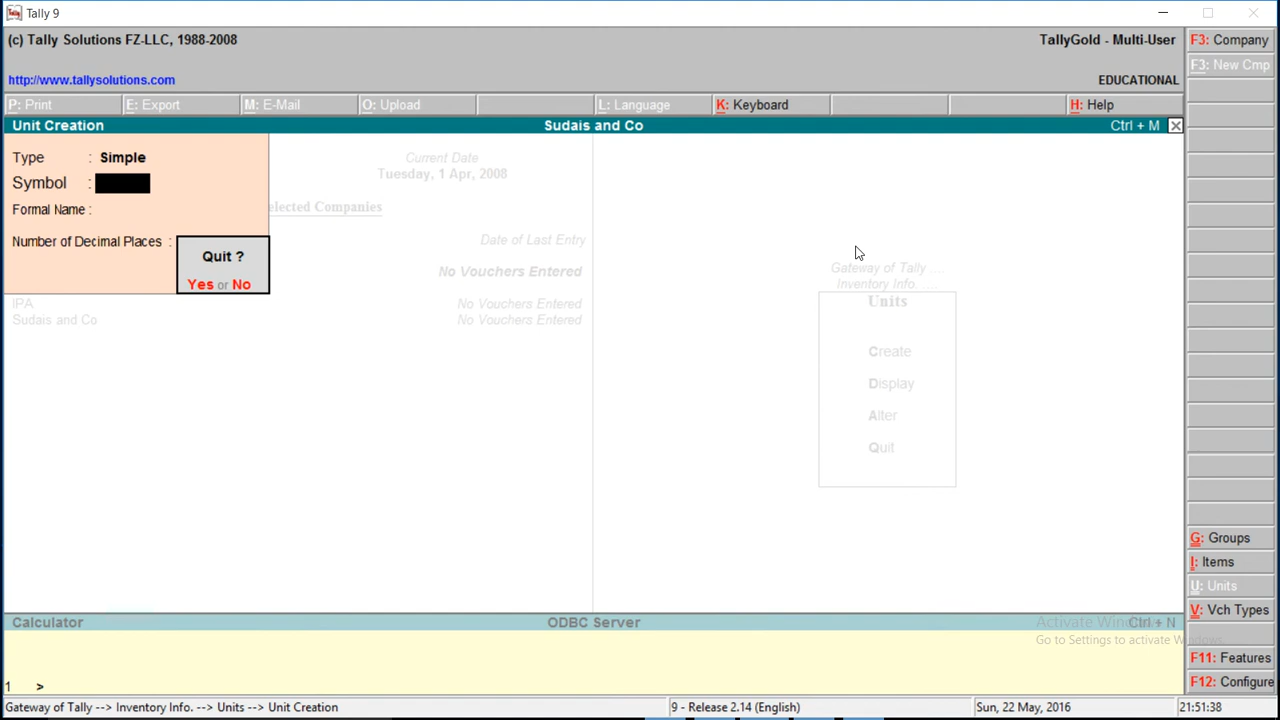 Tally 9
(c) Tally Solutions FZ-LLC, 1988-2008
TallyGold - Multi-User
http://www.tallysolutions.com
EDUCATIONAL
P: Print
E: Export
M: E-Mail
O: Upload
L: Language
K: Keyboard
H: Help
Unit Creation
Sudais and Co
Ctrl + M
Type : Simple
Symbol :
Formal Name :
Number of Decimal Places :
Quit ?
Yes or No
Current Date
Tuesday, 1 Apr, 2008
elected Companies
Date of Last Entry
No Vouchers Entered
IPA No Vouchers Entered
Sudais and Co No Vouchers Entered
Gateway of Tally ......
Inventory Info.......
Units
Create
Display
Alter
Quit
F3: Company
F3: New Cmp
G: Groups
I: Items
U: Units
V: Vch Types
F11: Features
F12: Configure
Calculator
ODBC Server
Ctrl + N
Activate Windows
Go to Settings to activate Windows.
1 >
Gateway of Tally --> Inventory Info. --> Units --> Unit Creation
9 - Release 2.14 (English)
Sun, 22 May, 2016
21:51:38